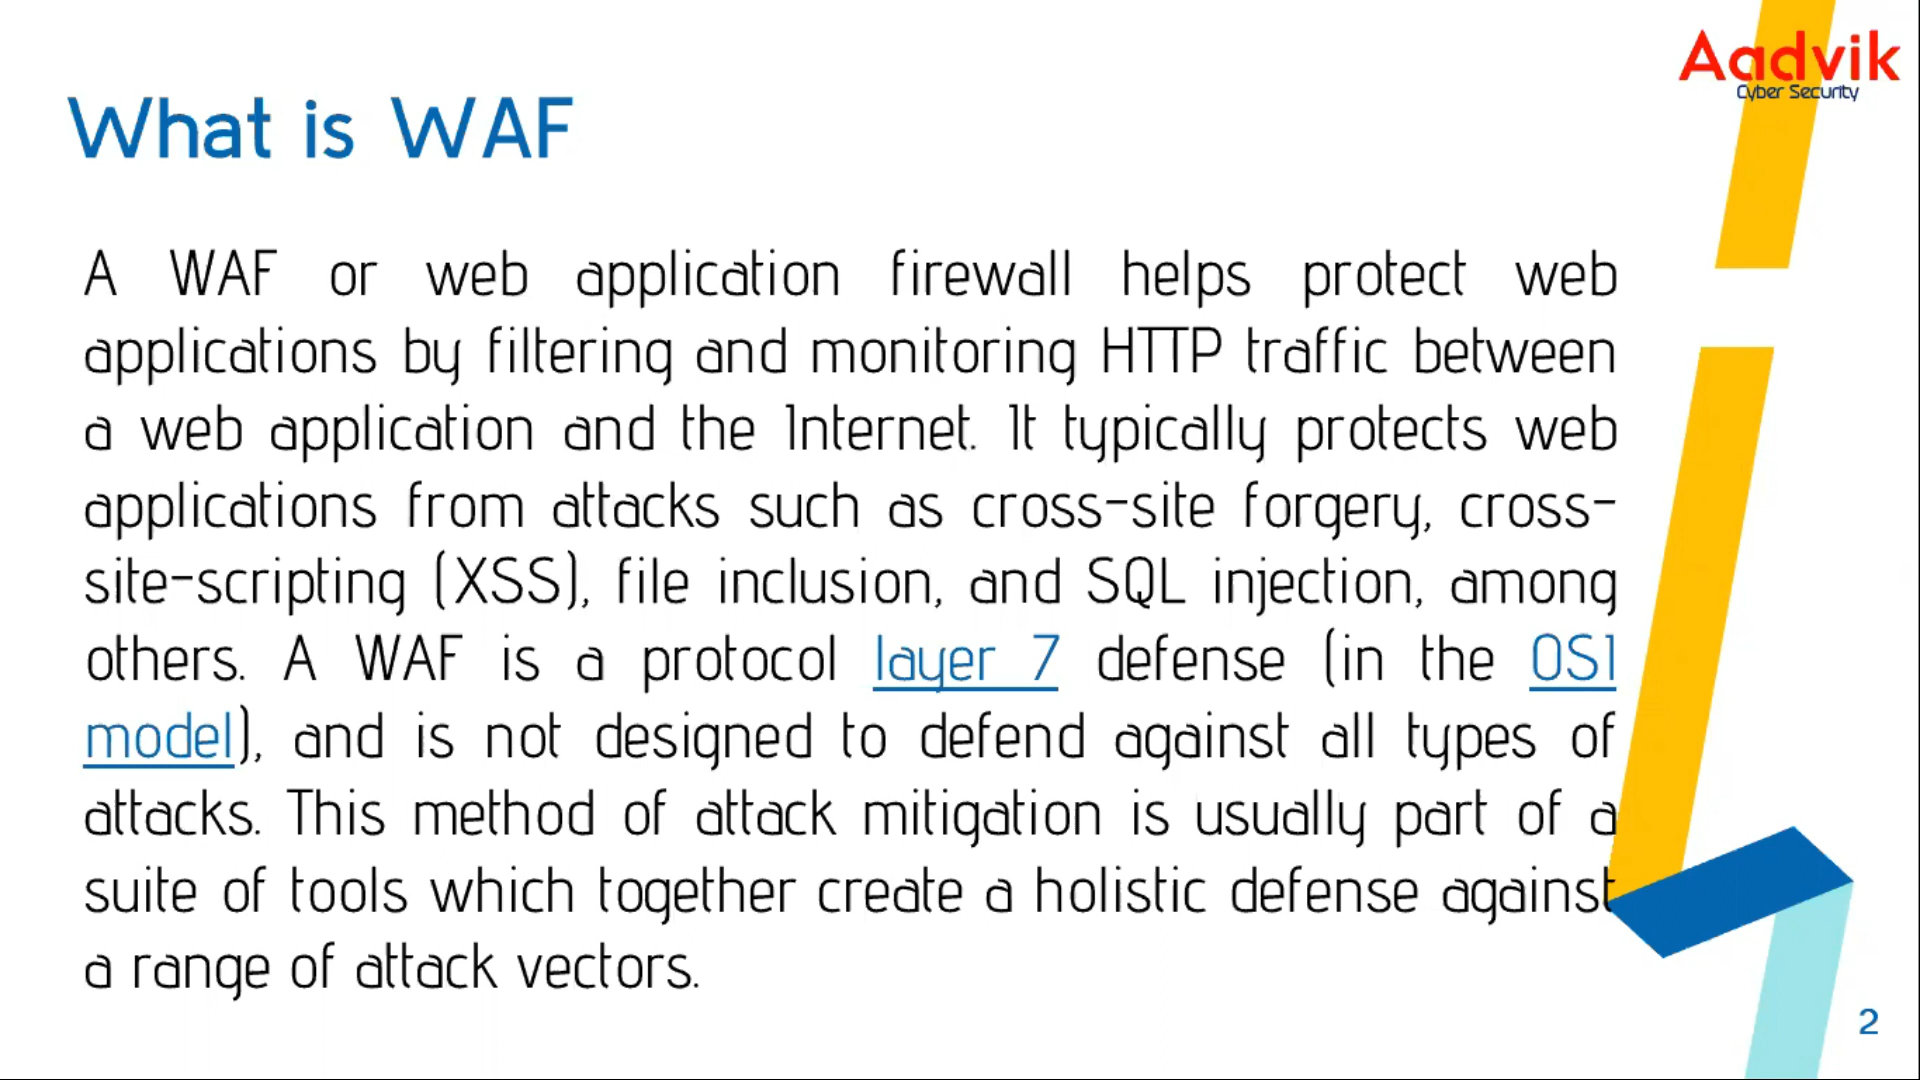 Aadvik
Cyber Security
What is WAF
A WAF or web application firewall helps protect web
applications by filtering and monitoring HTTP traffic between
a web application and the Internet. It typically protects web
applications from attacks such as cross-site forgery, cross-
site-scripting (XSS), file inclusion, and SQL injection, among
others. A WAF is a protocol layer 7 defense (in the OSI
model), and is not designed to defend against all types of
attacks. This method of attack mitigation is usually part of a
suite of tools which together create a holistic defense against
a range of attack vectors.
2